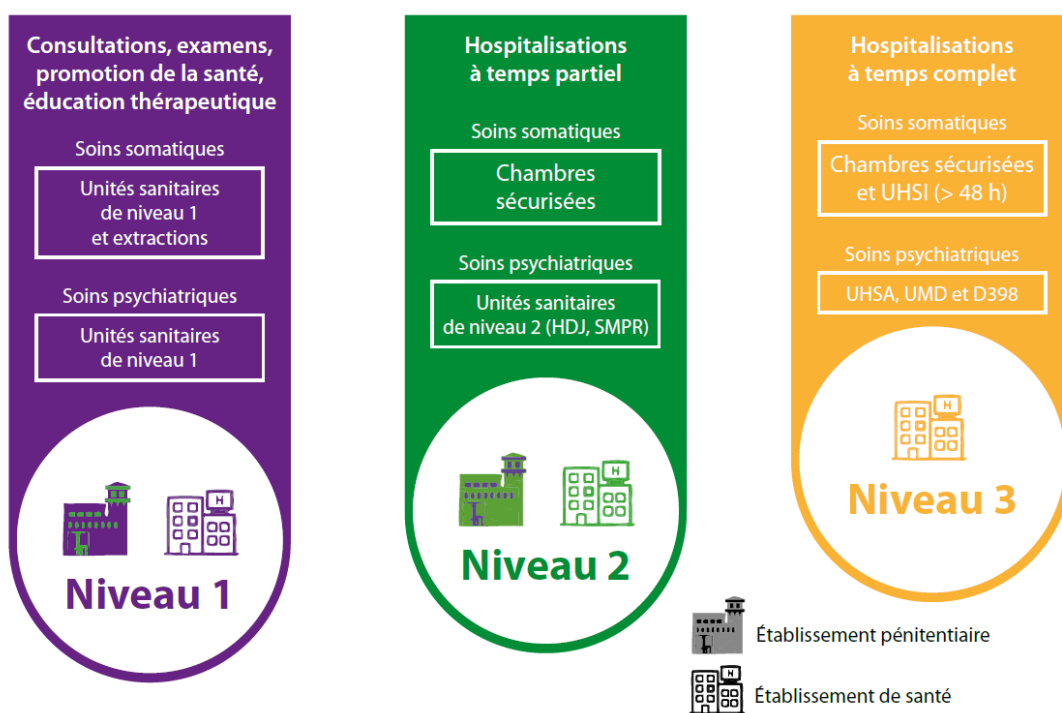 Consultations, examens,
promotion de la santé,
éducation thérapeutique
Soins somatiques
Unités sanitaires
de niveau 1
et extractions
Soins psychiatriques
Unités sanitaires
de niveau 1
H
Niveau 1
Hospitalisations
à temps partiel
Soins somatiques
Chambres
sécurisées
Soins psychiatriques
Unités sanitaires
de niveau 2 (HDJ, SMPR)
H
Niveau 2
Hospitalisations
à temps complet
Soins somatiques
Chambres sécurisées
et UHSI (> 48 h)
Soins psychiatriques
UHSA, UMD et D398
H
Niveau 3
Établissement pénitentiaire
H
Établissement de santé